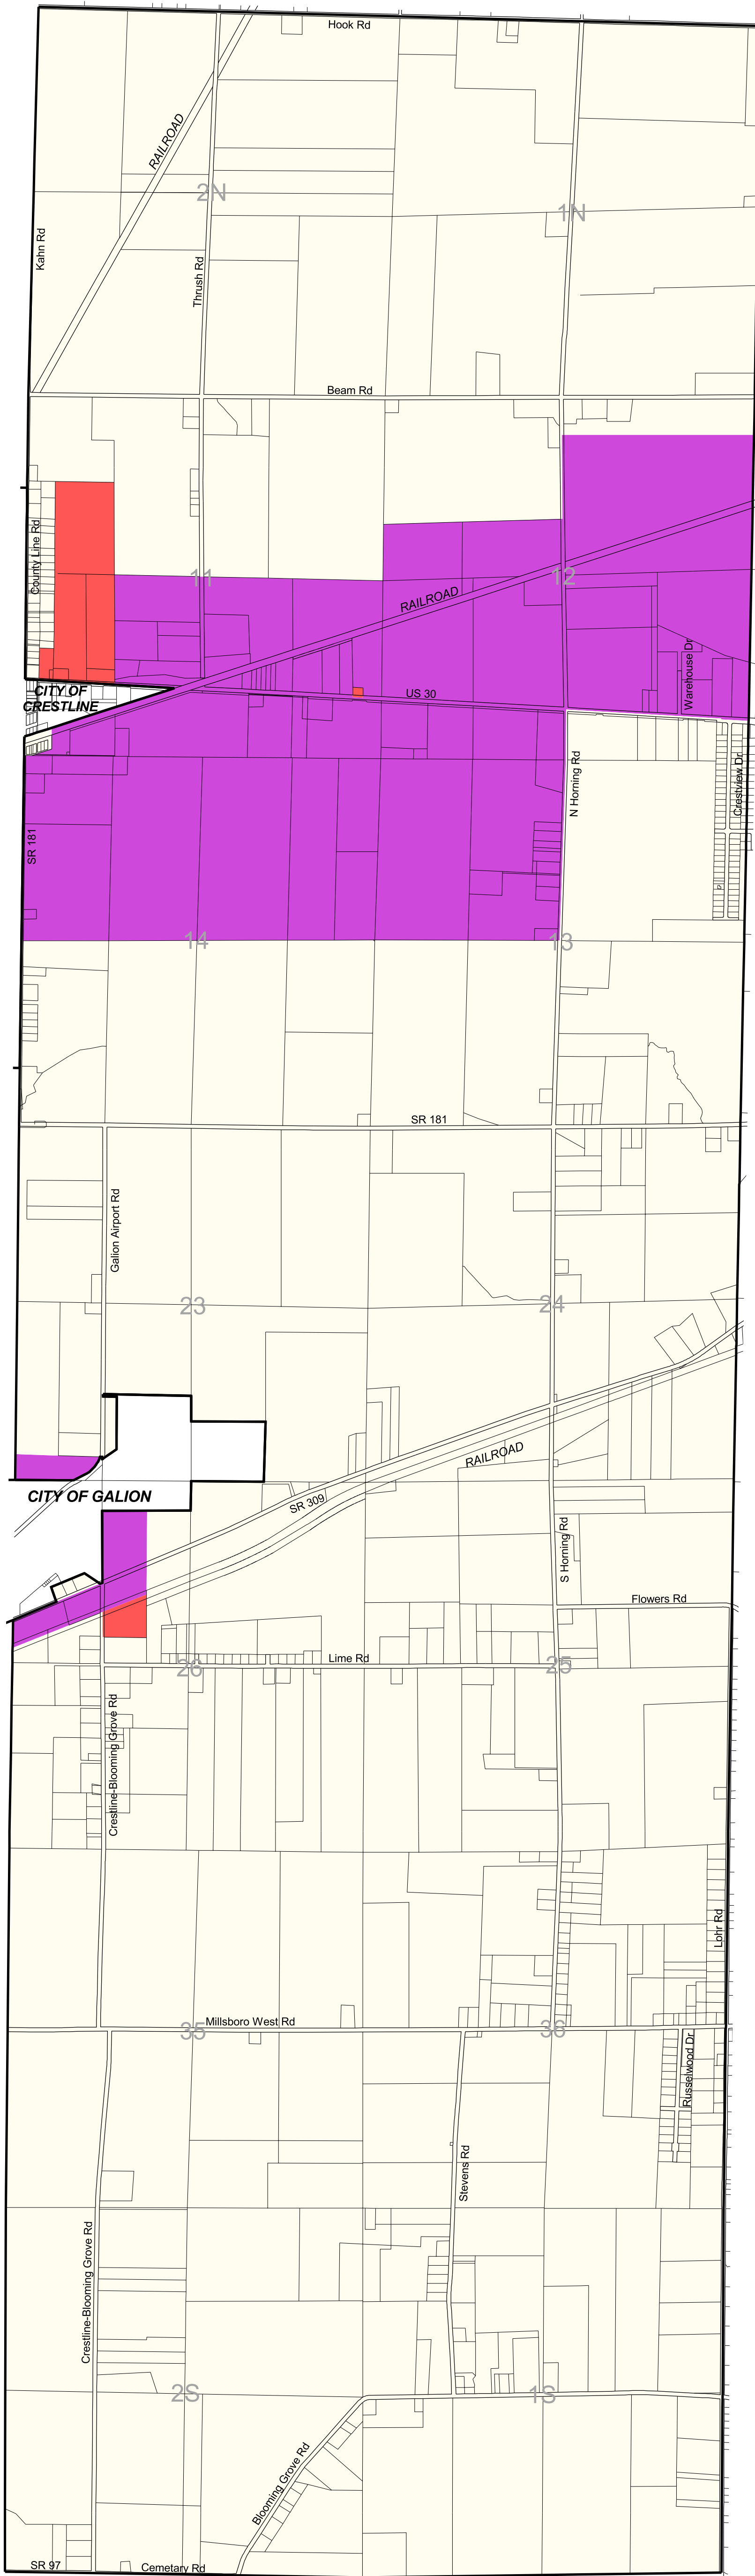 Hook Rd
RAILROAD
2N
1N
Kahn Rd
Thrush Rd
Beam Rd
County Line Rd
11
12
RAILROAD
Warehouse Dr
CITY OF
CRESTLINE
US 30
N Horning Rd
Crestview Dr
SR 181
14
13
SR 181
Galion Airport Rd
23
24
RAILROAD
CITY OF GALION
SR 309
S Horning Rd
Flowers Rd
Lime Rd
26
25
Crestline-Blooming Grove Rd
Lohr Rd
Millsboro West Rd
35
36
Russelwood Dr
Stevens Rd
Crestline-Blooming Grove Rd
2S
1S
Blooming Grove Rd
SR 97
Cemetary Rd